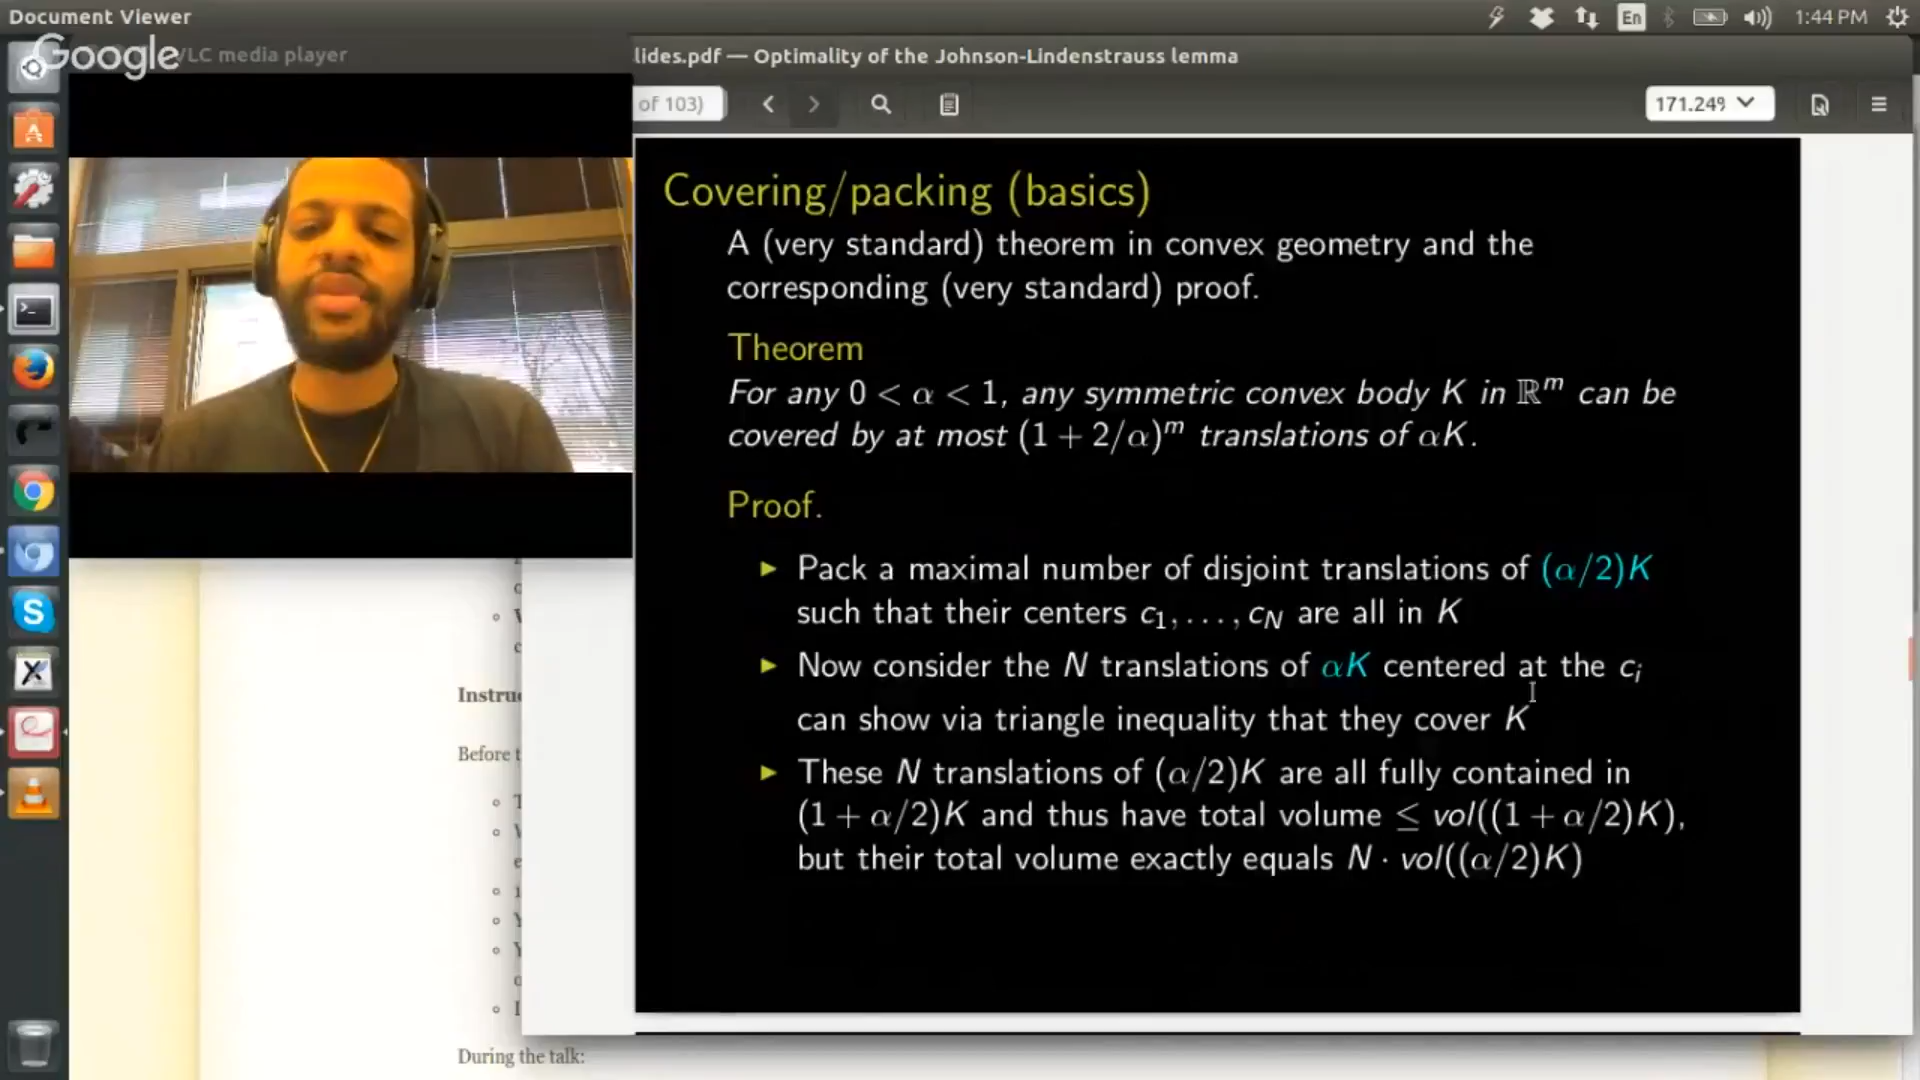 Document Viewer
En
1:44 PM
Google
VLC media player
lides.pdf — Optimality of the Johnson-Lindenstrauss lemma
of 103)
171.24%
Covering/packing (basics)
A (very standard) theorem in convex geometry and the
corresponding (very standard) proof.
Theorem
For any 0 < α < 1, any symmetric convex body K in ℝᵐ can be
covered by at most (1 + 2/α)ᵐ translations of αK.
Proof.
▶ Pack a maximal number of disjoint translations of (α/2)K
such that their centers c₁, . . . , c_N are all in K
▶ Now consider the N translations of αK centered at the cᵢ
can show via triangle inequality that they cover K
▶ These N translations of (α/2)K are all fully contained in
(1 + α/2)K and thus have total volume ≤ vol((1 + α/2)K),
but their total volume exactly equals N · vol((α/2)K)
Before t
During the talk: